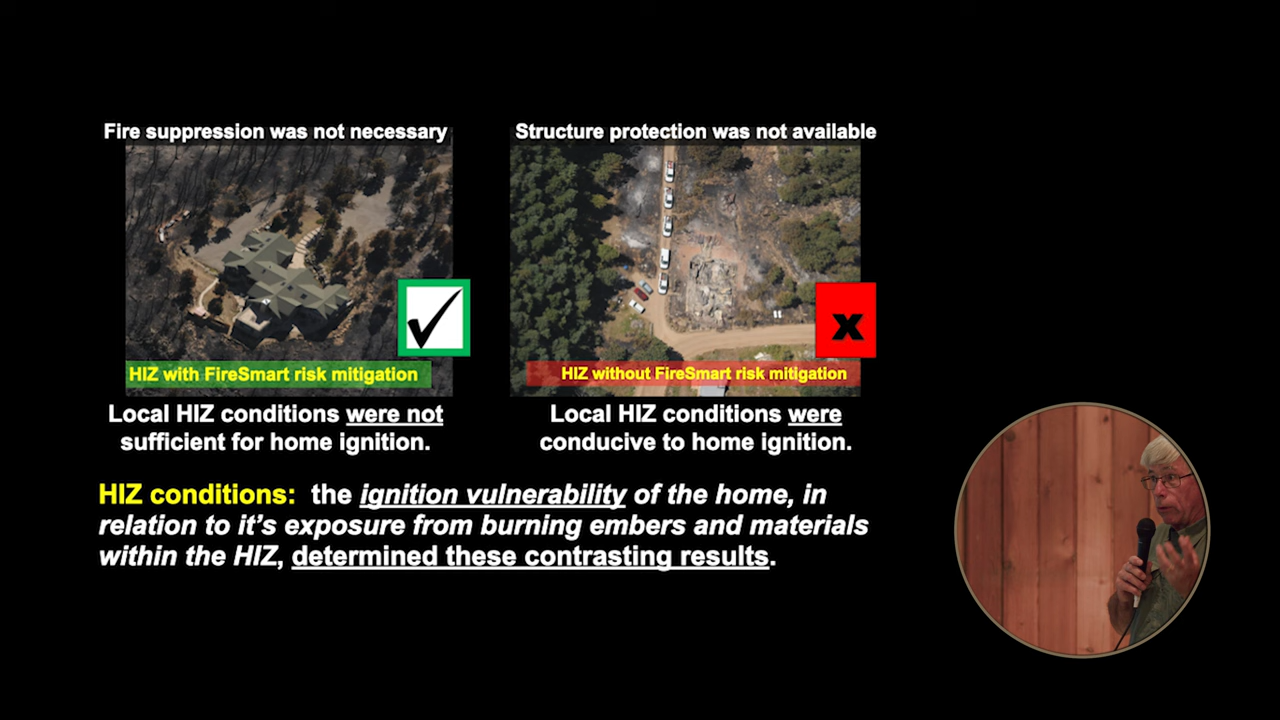 Fire suppression was not necessary
Structure protection was not available
HIZ with FireSmart risk mitigation
HIZ without FireSmart risk mitigation
Local HIZ conditions were not
sufficient for home ignition.
Local HIZ conditions were
conducive to home ignition.
HIZ conditions: the ignition vulnerability of the home, in
relation to it's exposure from burning embers and materials
within the HIZ, determined these contrasting results.